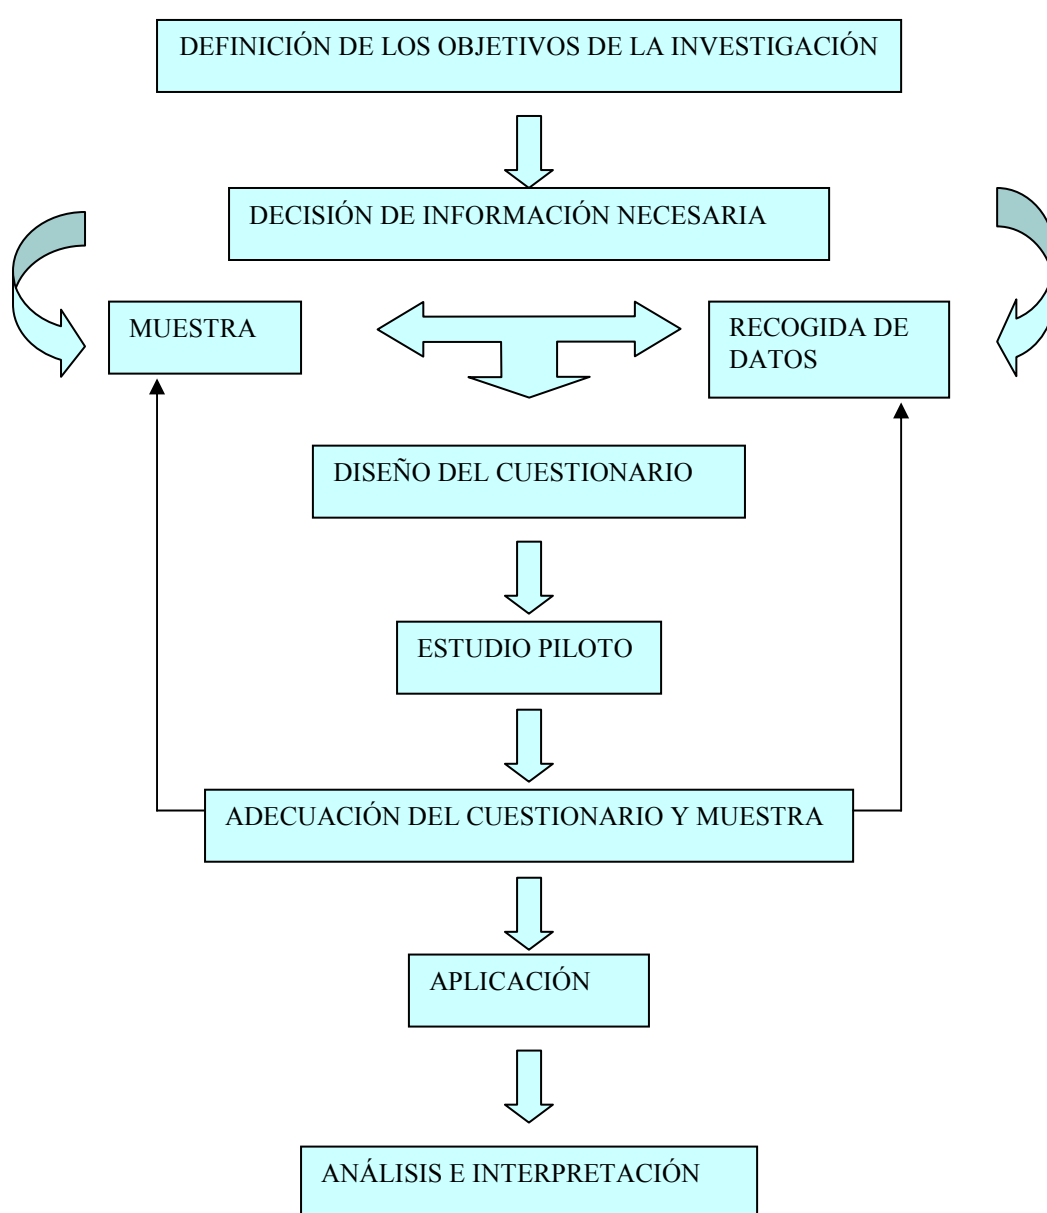 DEFINICIÓN DE LOS OBJETIVOS DE LA INVESTIGACIÓN
DECISIÓN DE INFORMACIÓN NECESARIA
MUESTRA
RECOGIDA DE
DATOS
DISEÑO DEL CUESTIONARIO
ESTUDIO PILOTO
ADECUACIÓN DEL CUESTIONARIO Y MUESTRA
APLICACIÓN
ANÁLISIS E INTERPRETACIÓN